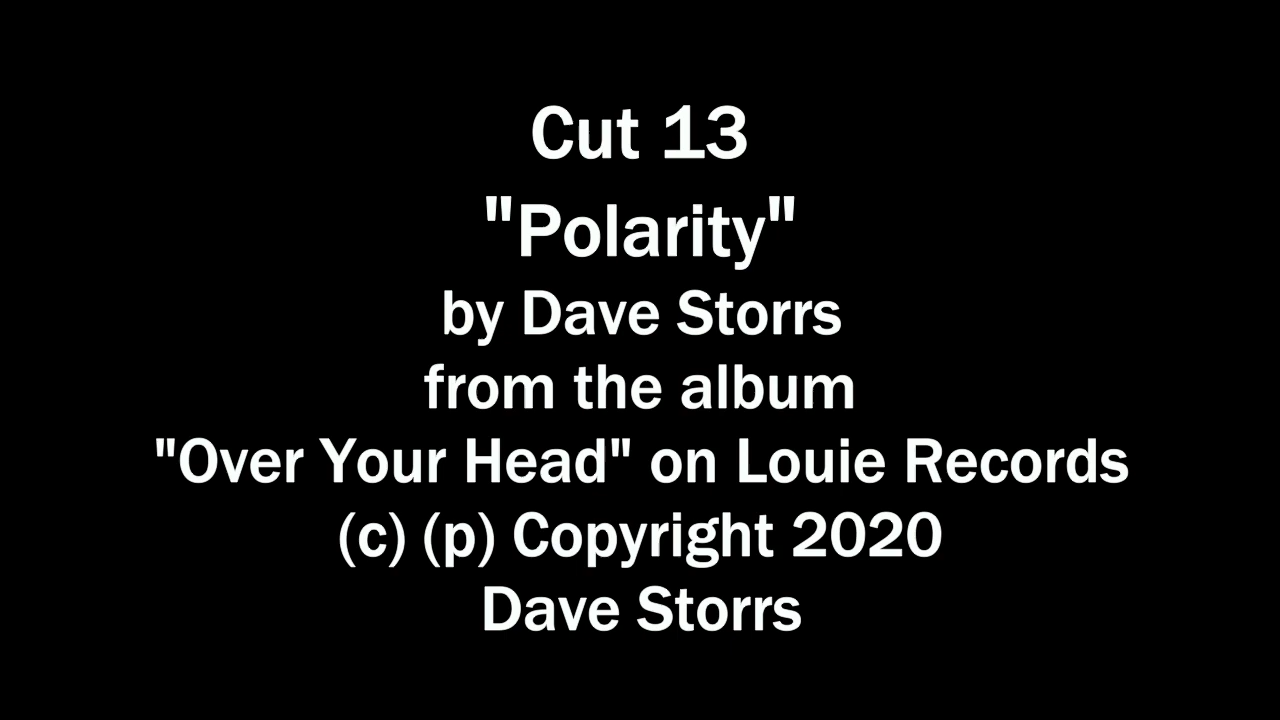 Cut 13
"Polarity"
by Dave Storrs
from the album
"Over Your Head" on Louie Records
(c) (p) Copyright 2020
Dave Storrs